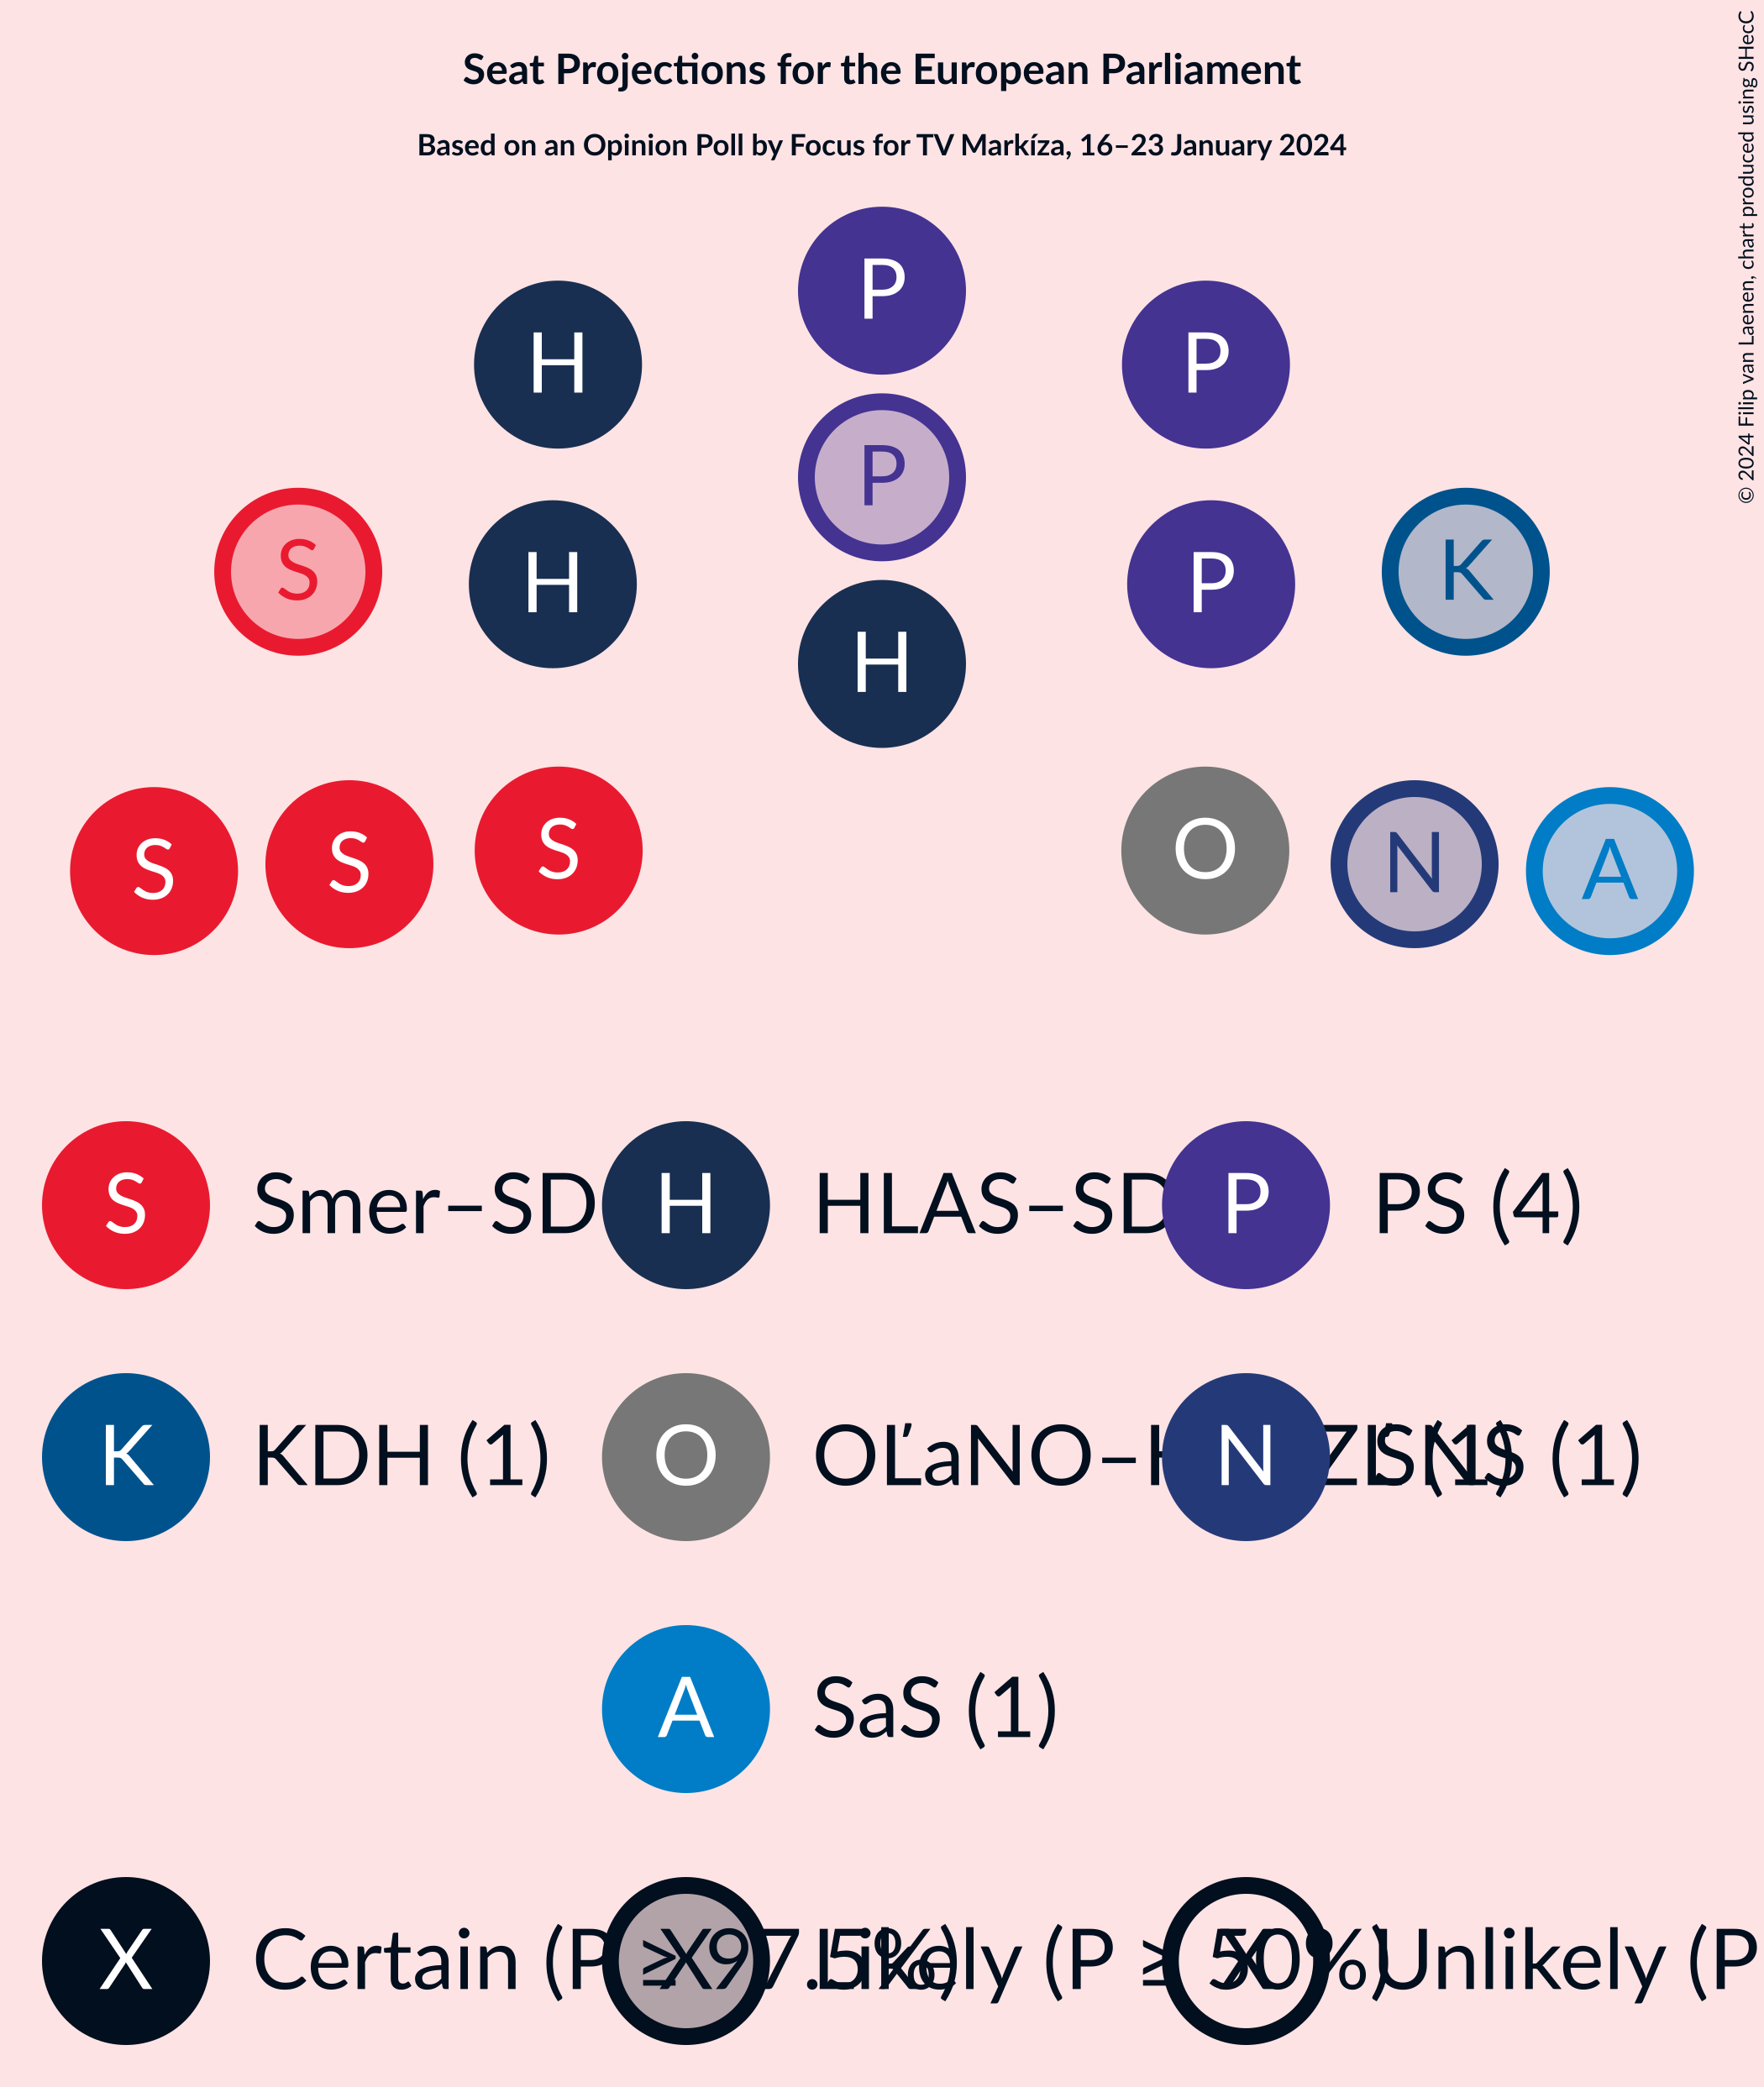 Seat Projections for the European Parliament
Based on an Opinion Poll by Focus for TV Markíza, 16–23 January 2024
© 2024 Filip van Laenen, chart produced using SHecC
P
H
P
P
S
H
P
K
H
S
S
S
O
N
A
S Smer–SD
H HLAS–SD
P PS (4)
K KDH (1)
O OĽaNO–
N SNS (1)
A SaS (1)
X Certain (P ≥ 97.5%)
X Likely (P ≥ 50%)
X Unlikely (P